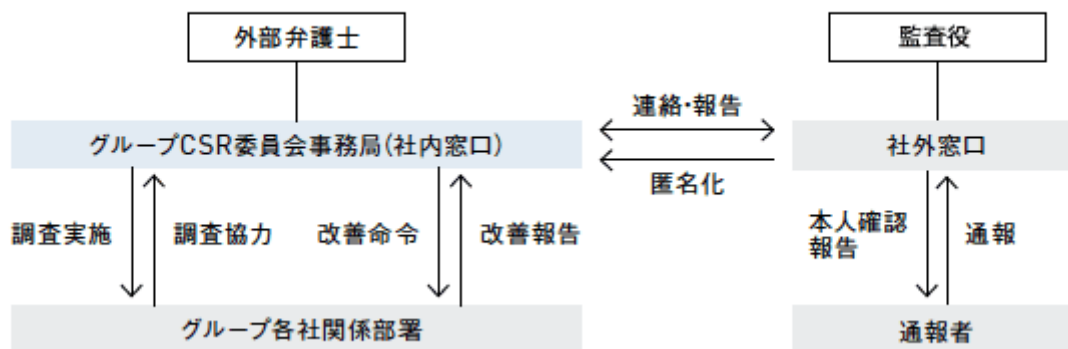 外部弁護士
監査役
連絡・報告
グループCSR委員会事務局(社内窓口)
社外窓口
匿名化
調査実施
調査協力
改善命令
改善報告
本人確認
報告
通報
グループ各社関係部署
通報者